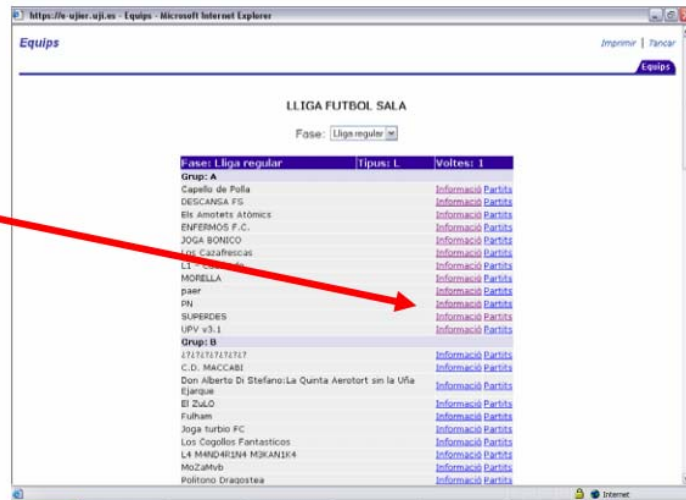 https://e-ujier.uji.es - Equips - Microsoft Internet Explorer
Equips
Imprimir | Tancar
Equips
LLIGA FUTBOL SALA
Fase: Lliga regular
Fase: Lliga regular Tipus: L Voltes: 1
Grup: A
Capello de Polla Informació Partits
DESCANSA FS Informació Partits
Els Amotets Atòmics Informació Partits
ENFERMOS F.C. Informació Partits
JOGA BONICO Informació Partits
Los Cazafrescas Informació Partits
L1 - Informació Partits
MORELLA Informació Partits
paer Informació Partits
PN Informació Partits
SUPERDES Informació Partits
UPV v3.1 Informació Partits
Grup: B
¿?¿?¿?¿?¿?¿? Informació Partits
C.D. MACCABI Informació Partits
Don Alberto Di Stefano:La Quinta Aerotort sin la Uña
Ejarque Informació Partits
El ZuLO Informació Partits
Fulham Informació Partits
Joga turbio FC Informació Partits
Los Cogollos Fantasticos Informació Partits
L4 M4ND4R1N4 M3KAN1K4 Informació Partits
MoZaMvb Informació Partits
Politono Dragostea Informació Partits
Internet